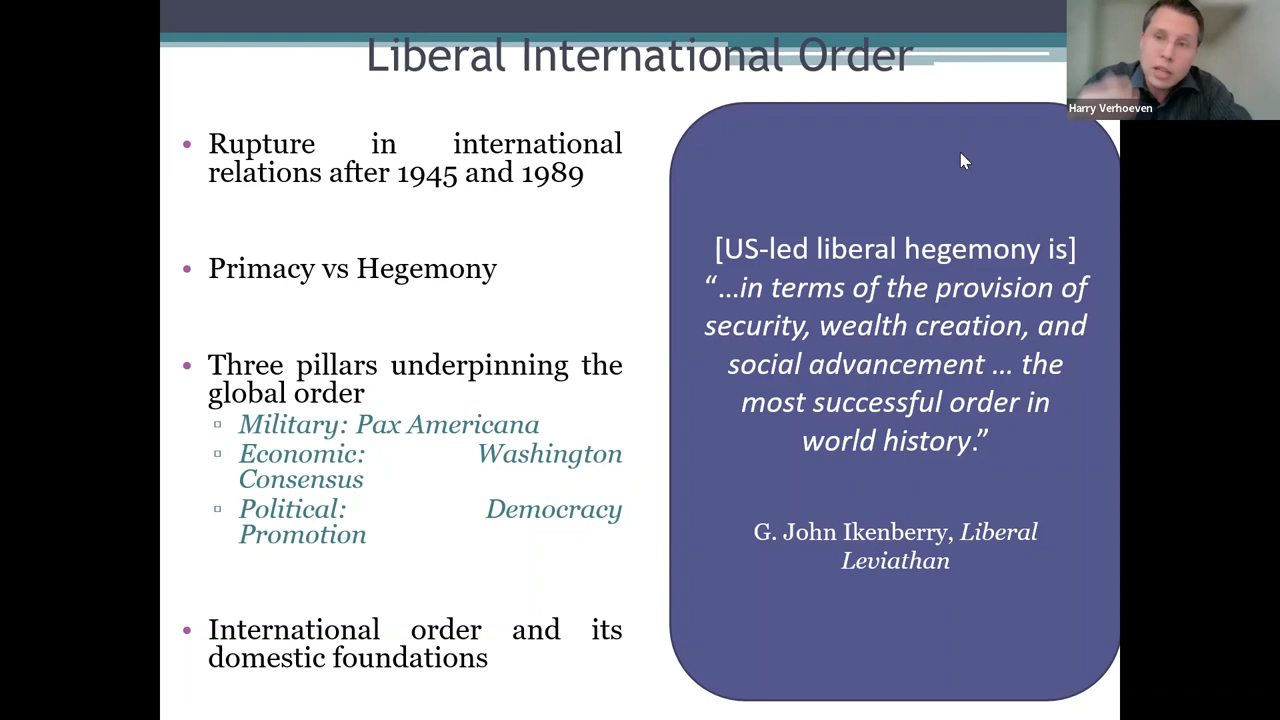 Liberal International Order
Harry Verhoeven
• Rupture in international
relations after 1945 and 1989
• Primacy vs Hegemony
• Three pillars underpinning the
global order
▫ Military: Pax Americana
▫ Economic: Washington
Consensus
▫ Political: Democracy
Promotion
• International order and its
domestic foundations
[US-led liberal hegemony is]
“…in terms of the provision of
security, wealth creation, and
social advancement … the
most successful order in
world history.”
G. John Ikenberry, Liberal
Leviathan